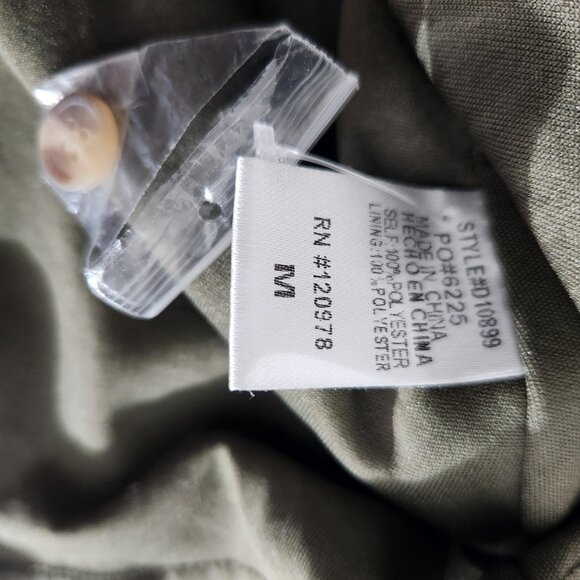 STYLE#D10899
* PO#6225
MADE IN CHINA
HECHO EN CHINA
SELF:100%POLYESTER
LINING:100%POLYESTER
RN #120978
M